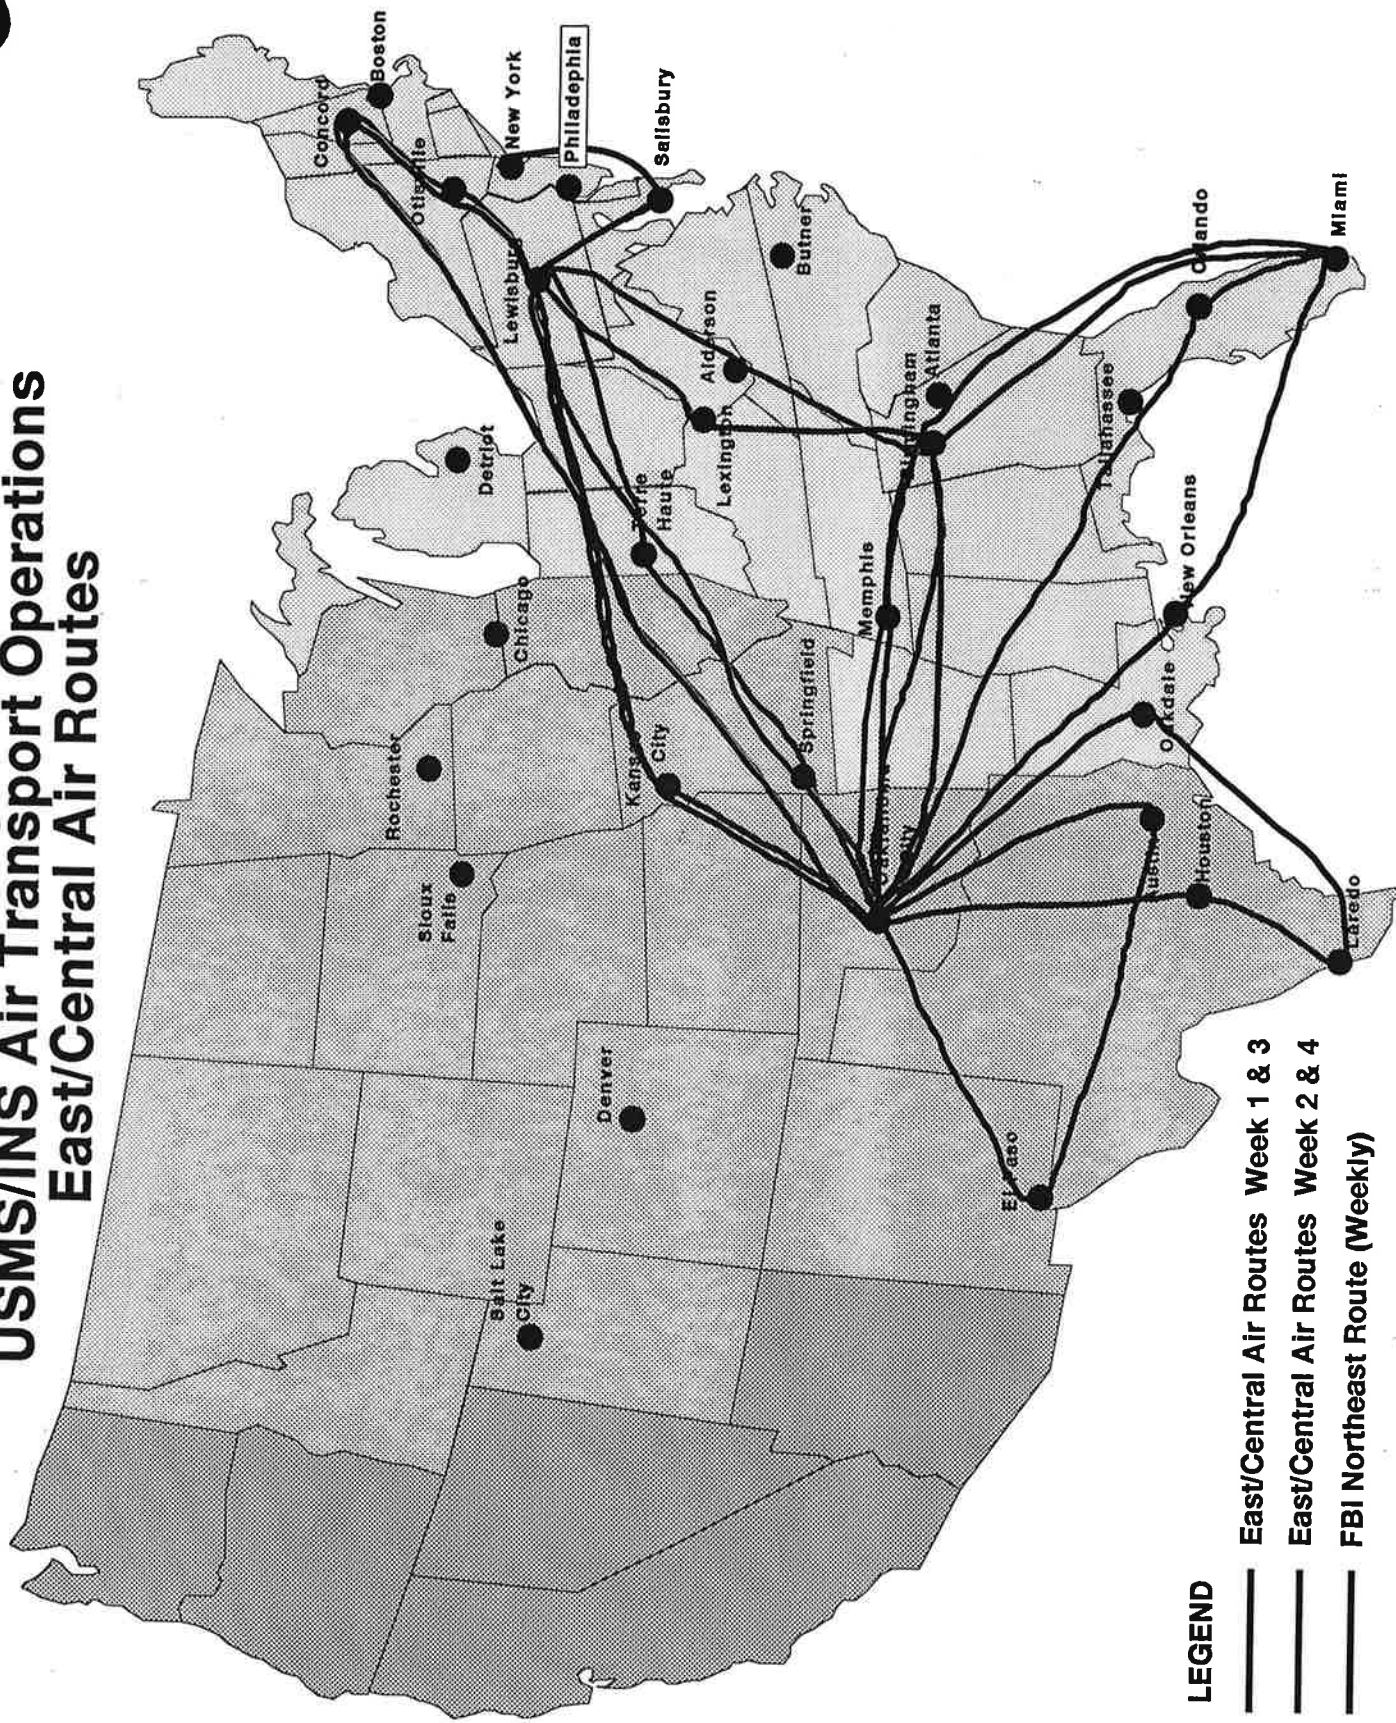 USMS/INS Air Transport Operations
East/Central Air Routes
Concord
Boston
Rochester
Otisville
Sioux
Falls
Detriot
Salt Lake
City
Chicago
Lewisburg
New York
Philadephia
Denver
Kansas
City
Terre
Haute
Salisbury
Lexington
Alderson
Springfield
Butner
Memphis
City
Birmingham
Atlanta
El Paso
Tallahassee
Austin
Oakdale
New Orleans
Orlando
Houston
Miami
Laredo
LEGEND
East/Central Air Routes Week 1 & 3
East/Central Air Routes Week 2 & 4
FBI Northeast Route (Weekly)